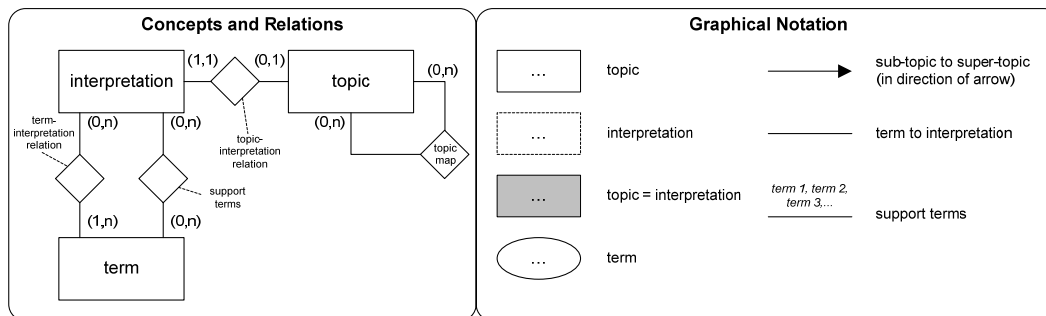 Concepts and Relations
(1,1)
(0,1)
interpretation
topic
(0,n)
(0,n)
(0,n)
(0,n)
term-
interpretation
relation
topic-
interpretation
relation
topic
map
support
terms
(1,n)
(0,n)
term
Graphical Notation
...
topic
sub-topic to super-topic
(in direction of arrow)
...
interpretation
term to interpretation
...
topic = interpretation
term 1, term 2,
term 3,...
support terms
...
term